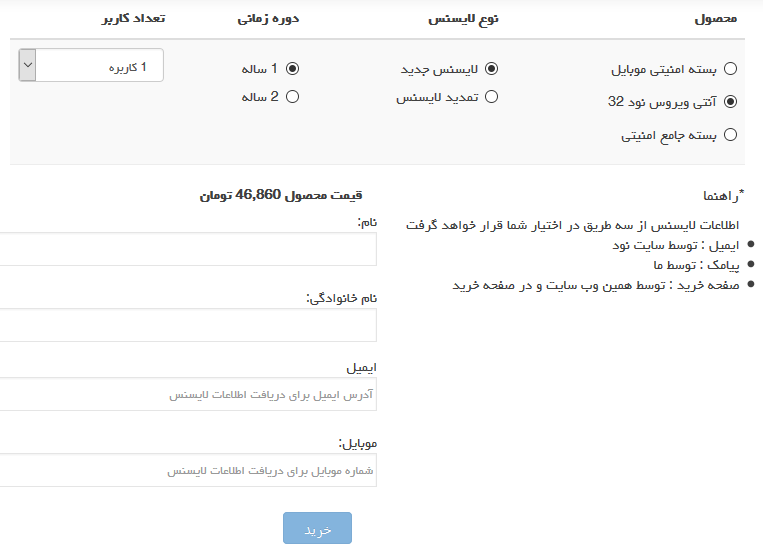 محصول
نوع لایسنس
دوره زمانی
تعداد کاربر
بسته امنیتی موبایل
آنتی ویروس نود 32
بسته جامع امنیتی
لایسنس جدید
تمدید لایسنس
1 ساله
2 ساله
1 کاربره
*راهنما
اطلاعات لایسنس از سه طریق در اختیار شما قرار خواهد گرفت
ایمیل : توسط سایت نود
پیامک : توسط ما
صفحه خرید : توسط همین وب سایت و در صفحه خرید
قیمت محصول 46,860 تومان
نام:
نام خانوادگی:
ایمیل
آدرس ایمیل برای دریافت اطلاعات لایسنس
موبایل:
شماره موبایل برای دریافت اطلاعات لایسنس
خرید